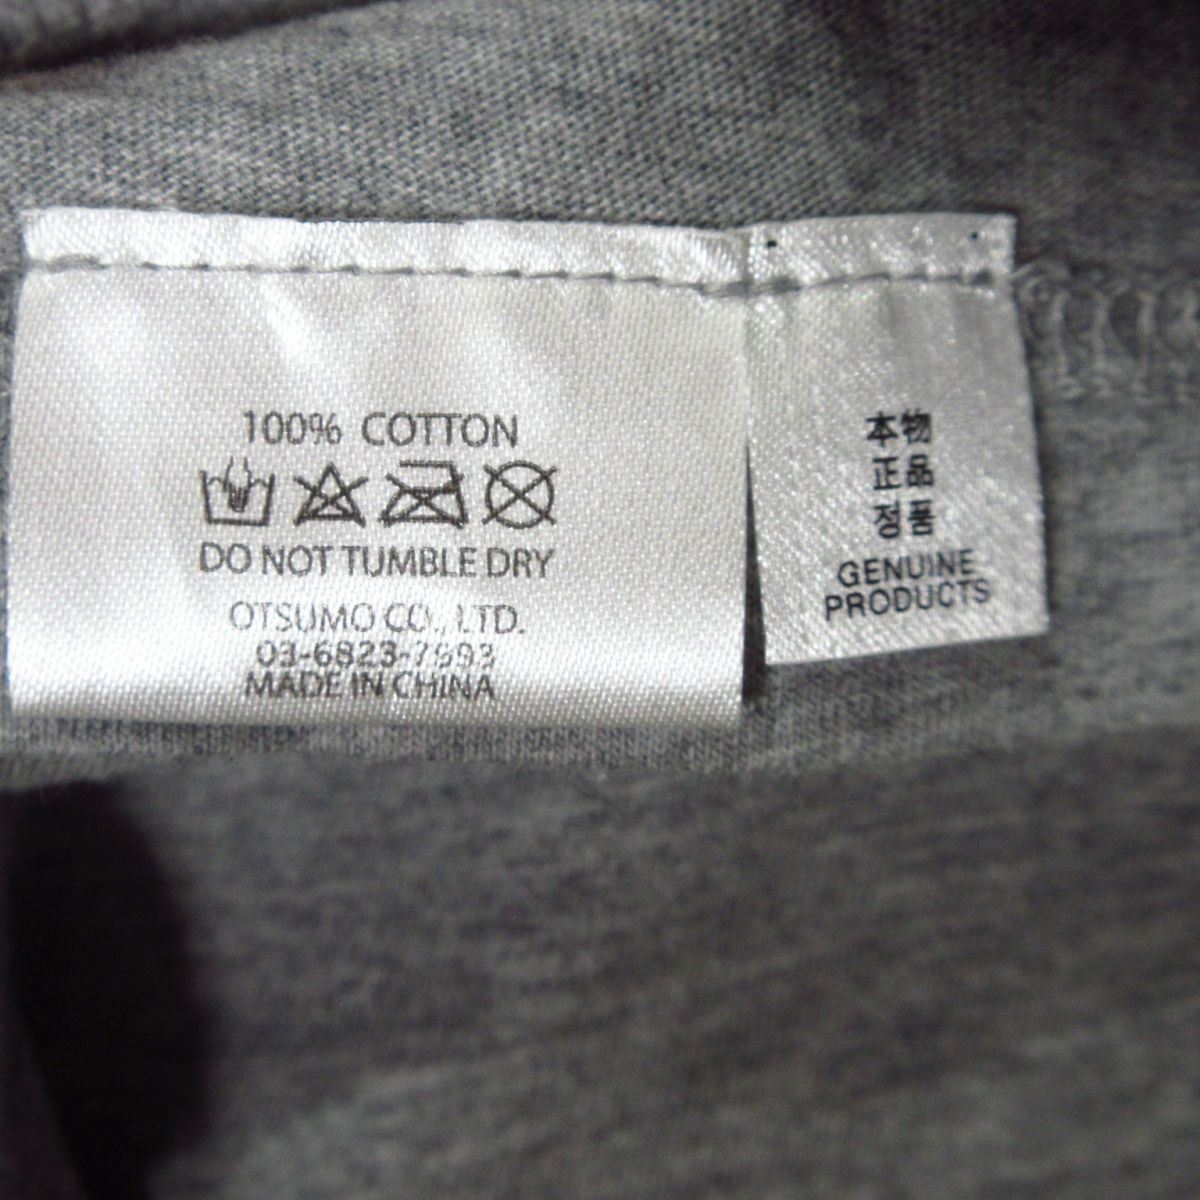 100% COTTON
DO NOT TUMBLE DRY
OTSUMO CO., LTD.
03-6823-7993
MADE IN CHINA
本物
正品
정품
GENUINE
PRODUCTS